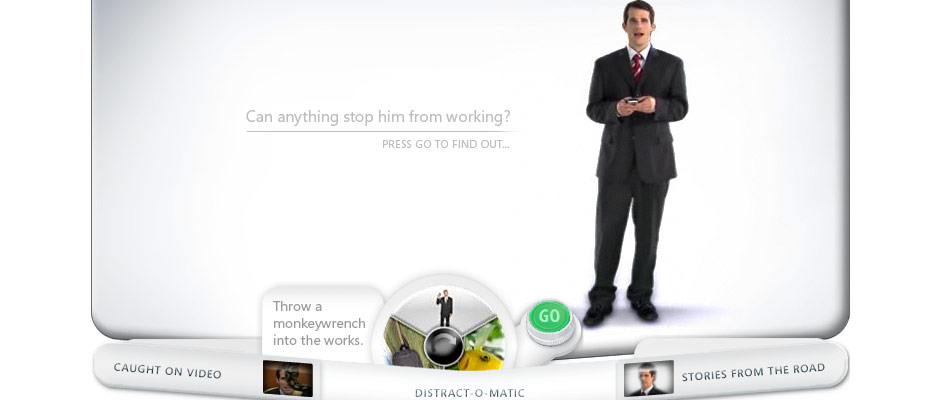 Can anything stop him from working?
PRESS GO TO FIND OUT...
Throw a
monkeywrench
into the works.
GO
CAUGHT ON VIDEO
DISTRACT-O-MATIC
STORIES FROM THE ROAD